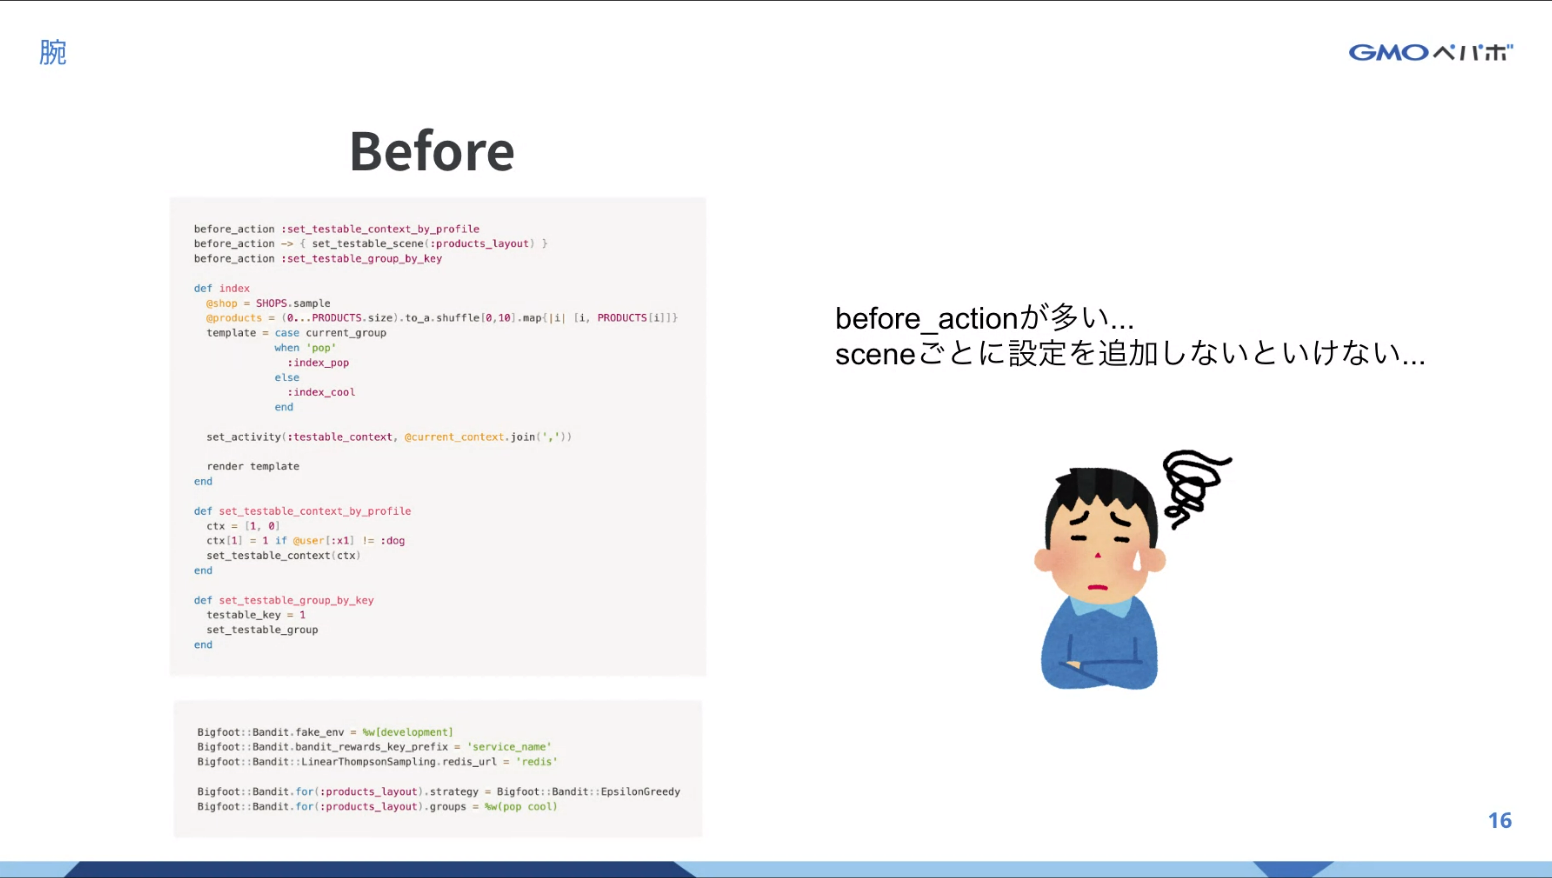 腕
GMOペパボ
Before
before_action :set_testable_context_by_profile
before_action -> { set_testable_scene(:products_layout) }
before_action :set_testable_group_by_key
def index
  @shop = SHOPS.sample
  @products = (0...PRODUCTS.size).to_a.shuffle[0,10].map{|i| [i, PRODUCTS[i]]}
  template = case current_group
             when 'pop'
               :index_pop
             else
               :index_cool
             end
  set_activity(:testable_context, @current_context.join(','))
  render template
end
def set_testable_context_by_profile
  ctx = [1, 0]
  ctx[1] = 1 if @user[:x1] != :dog
  set_testable_context(ctx)
end
def set_testable_group_by_key
  testable_key = 1
  set_testable_group
end
Bigfoot::Bandit.fake_env = %w[development]
Bigfoot::Bandit.bandit_rewards_key_prefix = 'service_name'
Bigfoot::Bandit::LinearThompsonSampling.redis_url = 'redis'
Bigfoot::Bandit.for(:products_layout).strategy = Bigfoot::Bandit::EpsilonGreedy
Bigfoot::Bandit.for(:products_layout).groups = %w(pop cool)
before_actionが多い...
sceneごとに設定を追加しないといけない...
16